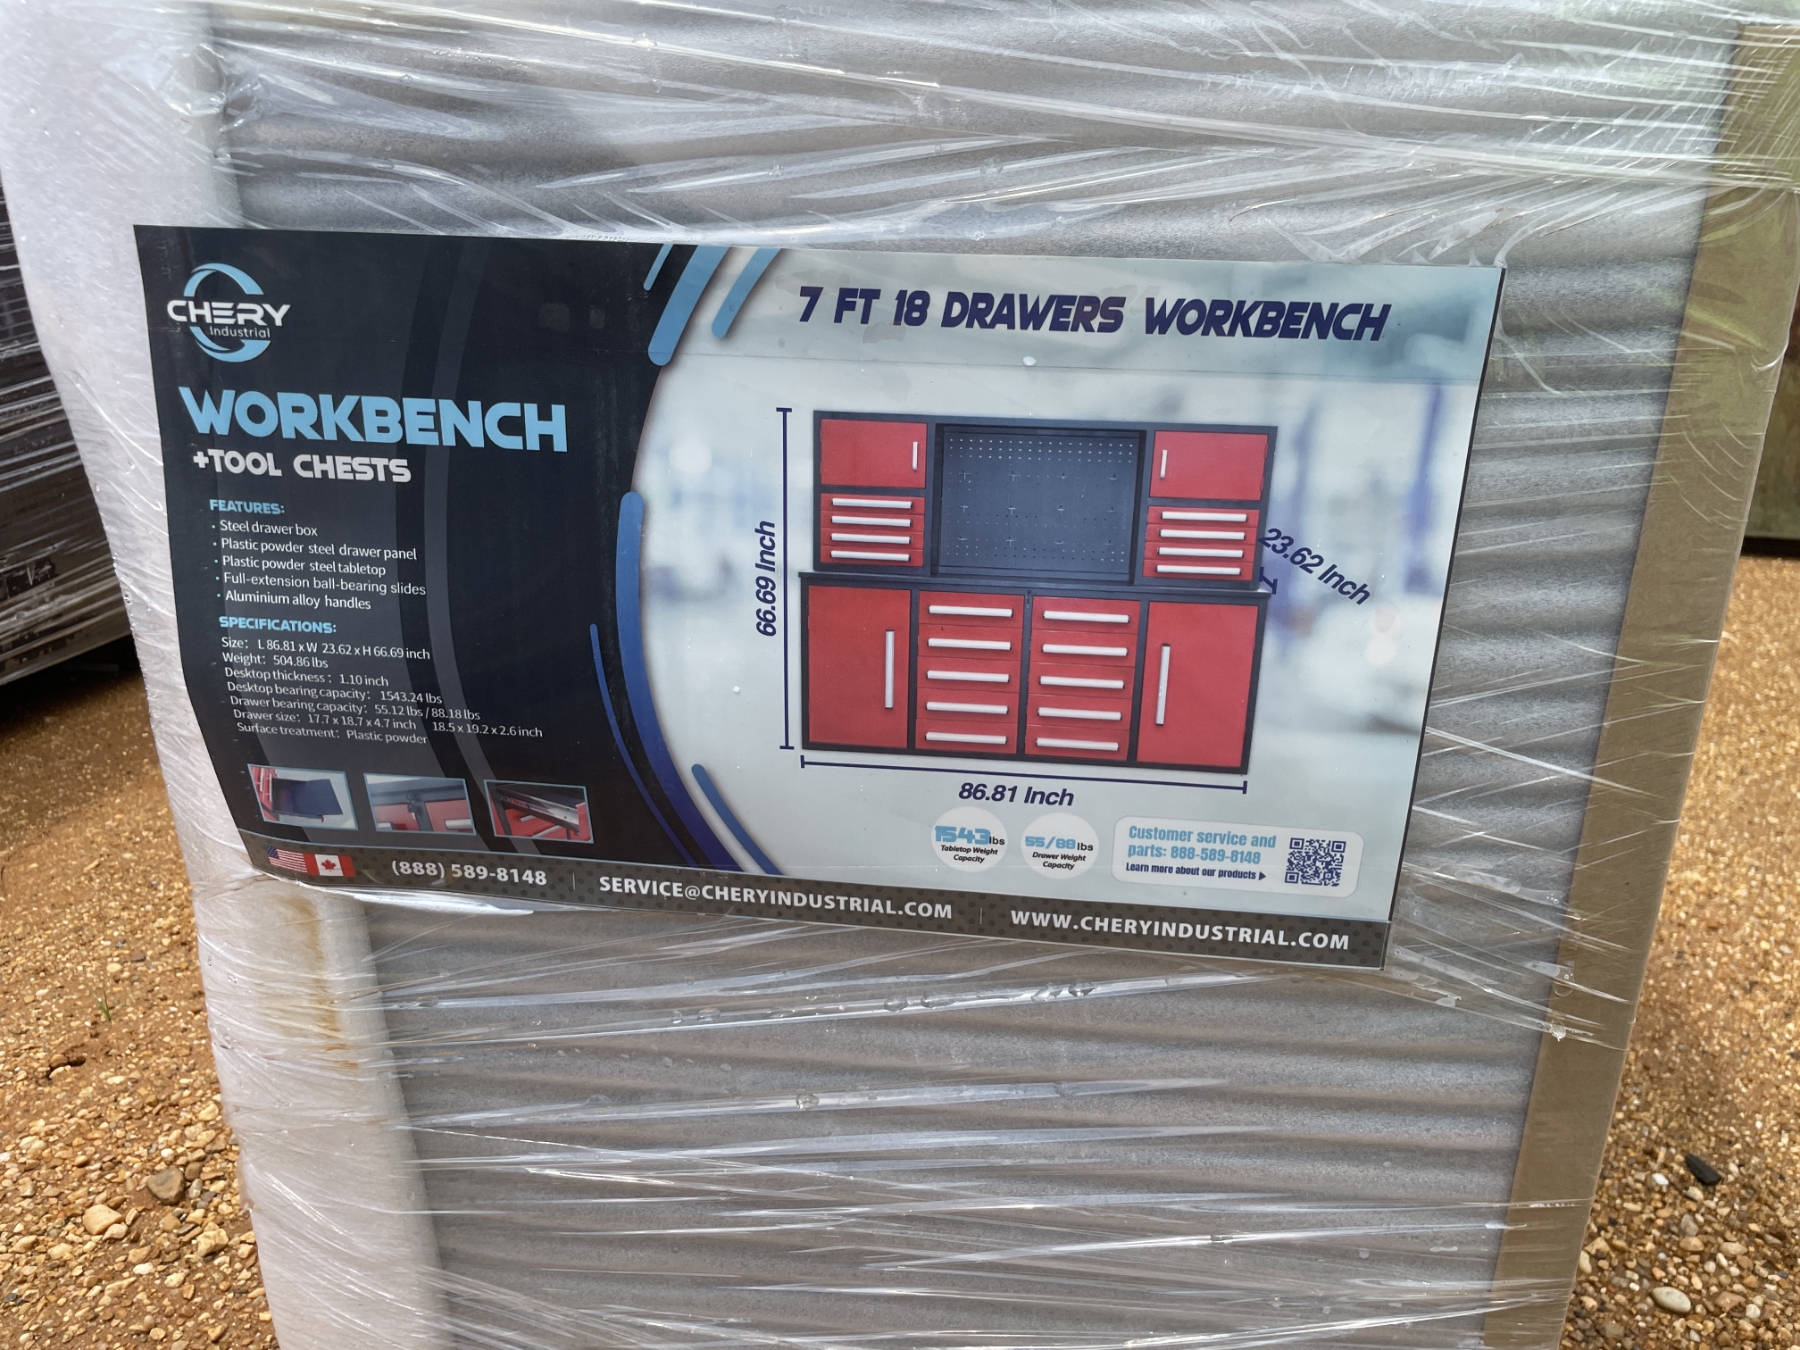 CHERY
Industrial
WORKBENCH
+TOOL CHESTS
FEATURES:
· Steel drawer box
· Plastic powder steel drawer panel
· Plastic powder steel tabletop
· Full-extension ball-bearing slides
· Aluminium alloy handles
SPECIFICATIONS:
Size: L 86.81 x W 23.62 x H 66.69 inch
Weight: 504.86 lbs
Desktop thickness: 1.10 inch
Desktop bearing capacity: 1543.24 lbs
Drawer bearing capacity: 55.12 lbs / 88.18 lbs
Drawer size: 17.7 x 18.7 x 4.7 inch 18.5 x 19.2 x 2.6 inch
Surface treatment: Plastic powder
7 FT 18 DRAWERS WORKBENCH
66.69 Inch
23.62 Inch
86.81 Inch
1543lbs
Tabletop Weight
Capacity
55/88lbs
Drawer Weight
Capacity
Customer service and
parts: 888-589-8148
Learn more about our products
(888) 589-8148 | SERVICE@CHERYINDUSTRIAL.COM | WWW.CHERYINDUSTRIAL.COM